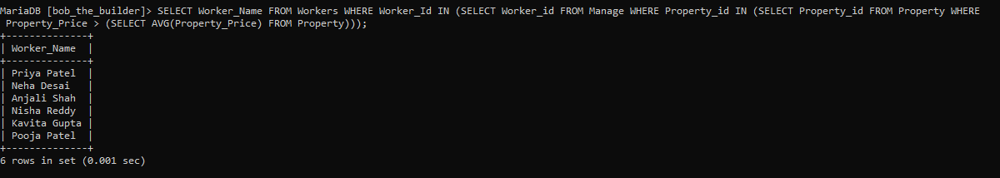 MariaDB [bob_the_builder]> SELECT Worker_Name FROM Workers WHERE Worker_Id IN (SELECT Worker_id FROM Manage WHERE Property_id IN (SELECT Property_id FROM Property WHERE
 Property_Price > (SELECT AVG(Property_Price) FROM Property)));
+--------------+
| Worker_Name  |
+--------------+
| Priya Patel  |
| Neha Desai   |
| Anjali Shah  |
| Nisha Reddy  |
| Kavita Gupta |
| Pooja Patel  |
+--------------+
6 rows in set (0.001 sec)